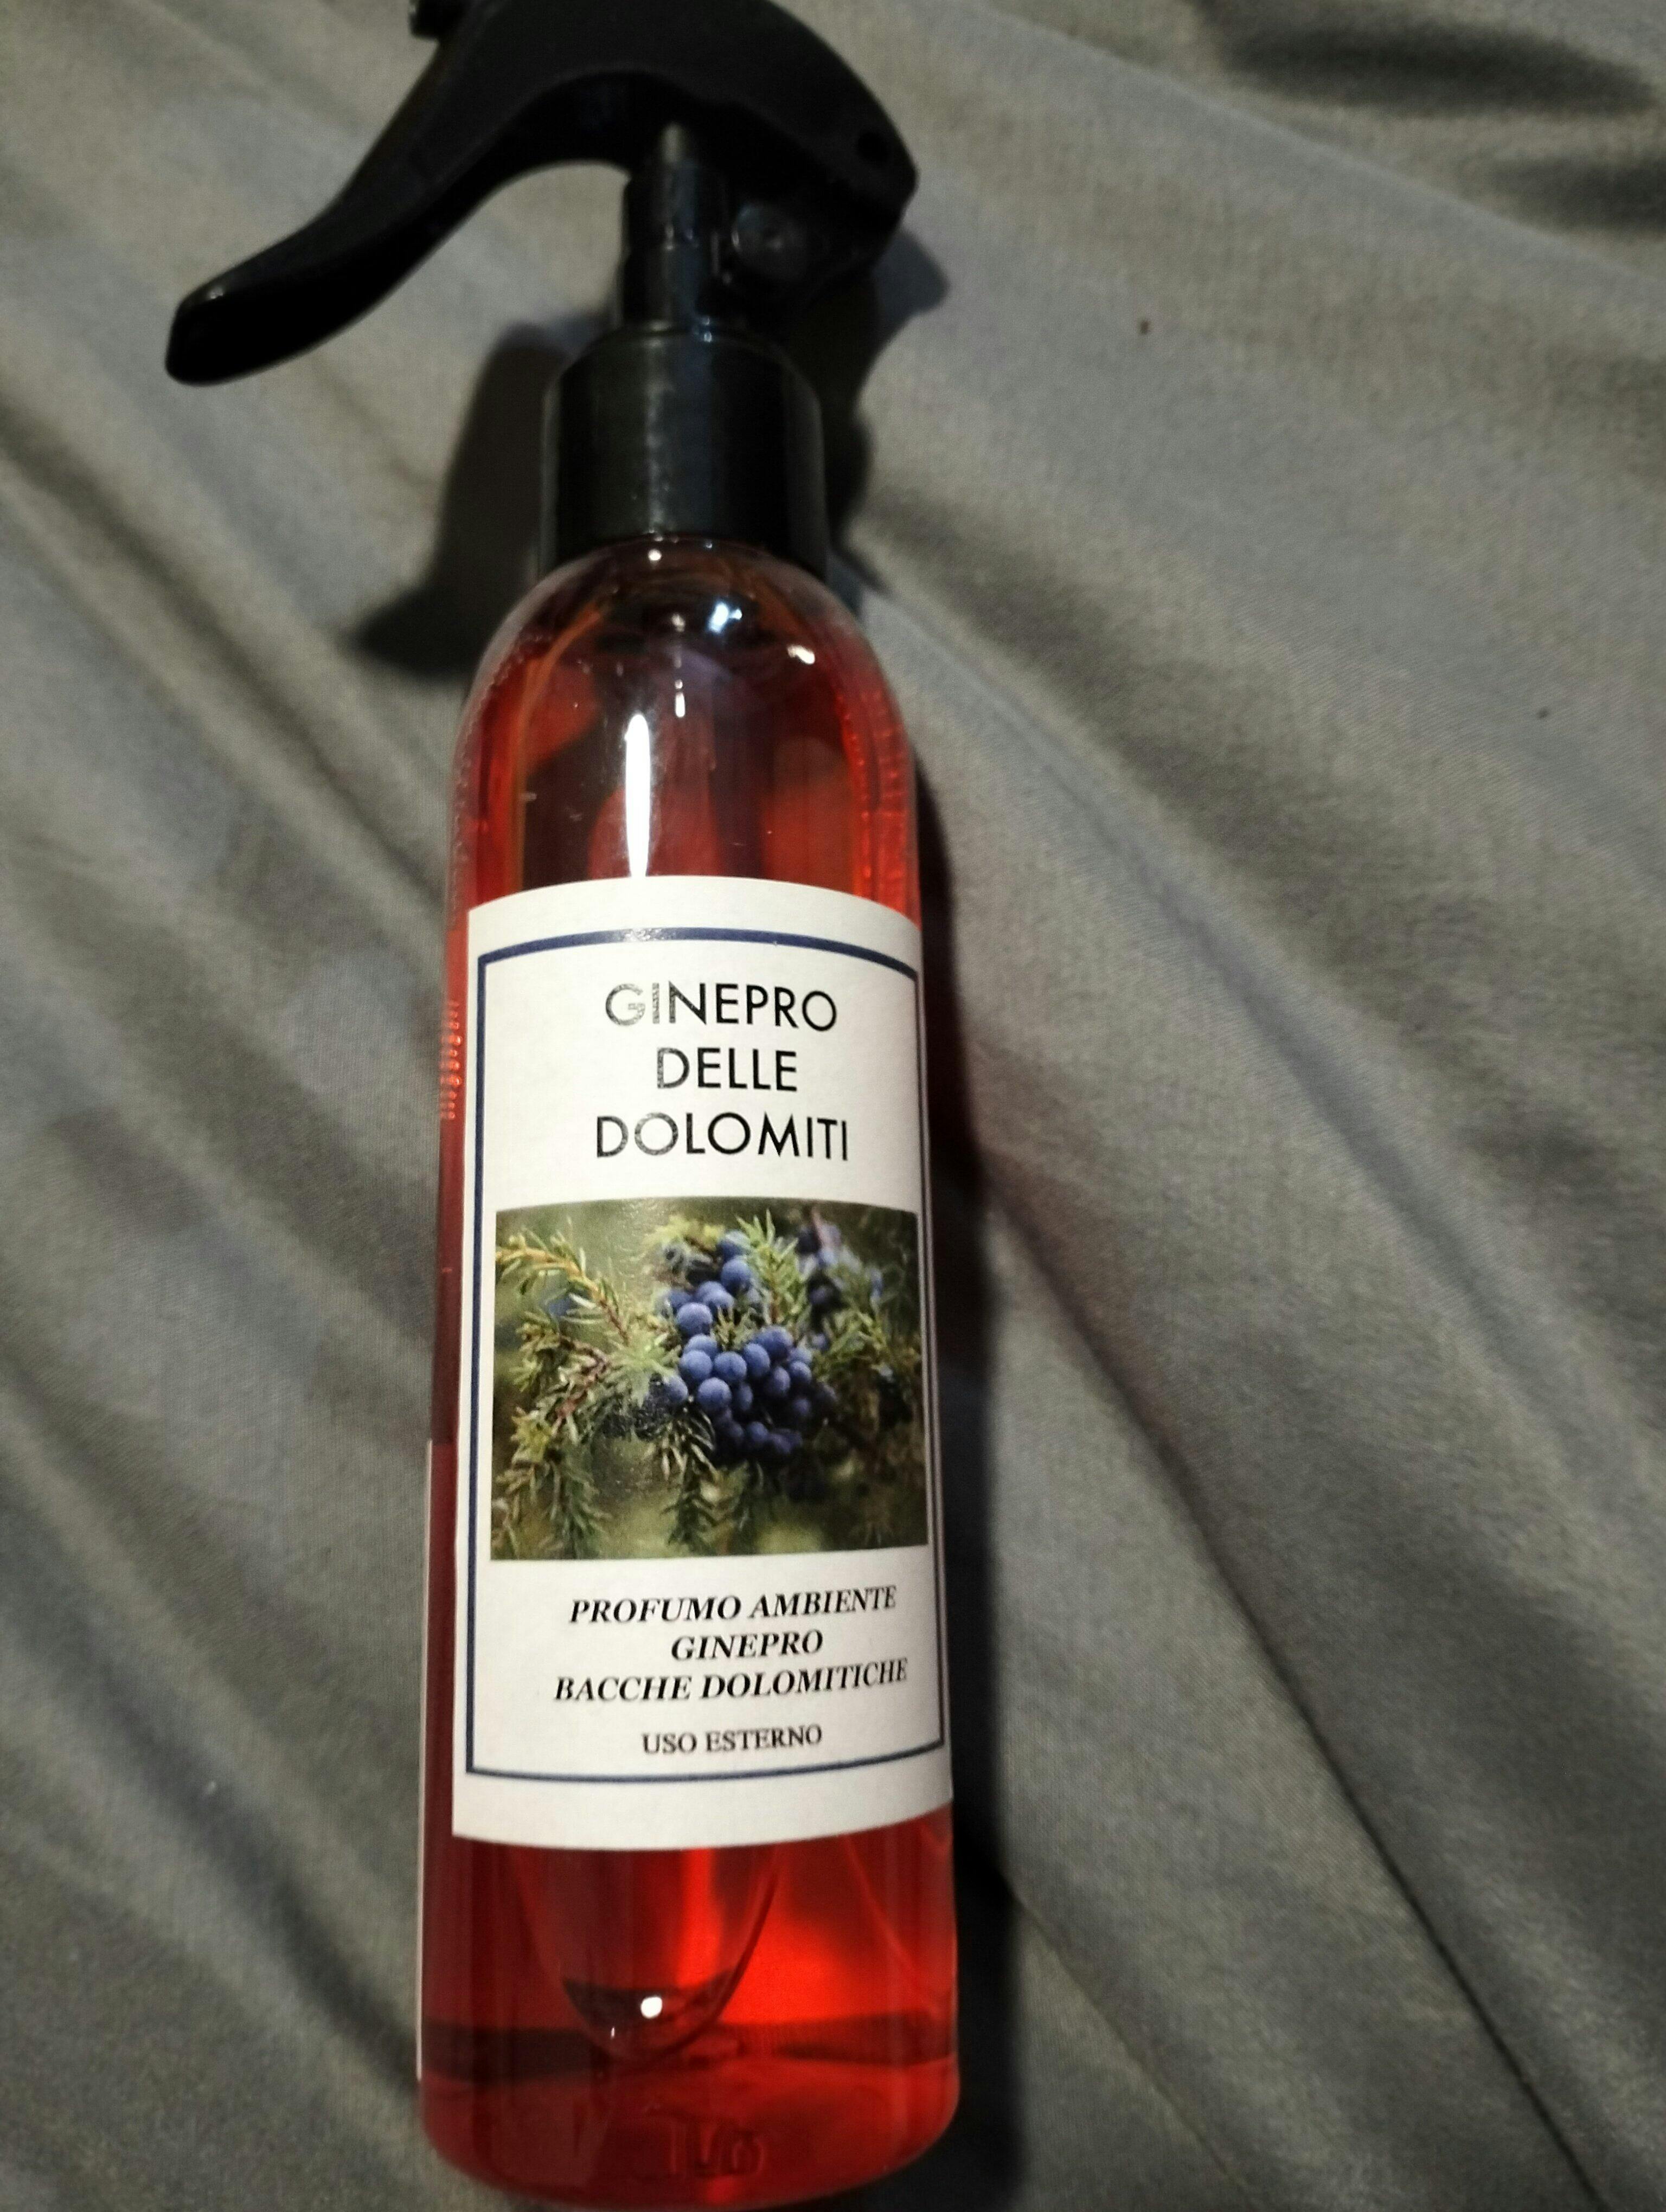 GINEPRO
DELLE
DOLOMITI
PROFUMO AMBIENTE
GINEPRO
BACCHE DOLOMITICHE
USO ESTERNO